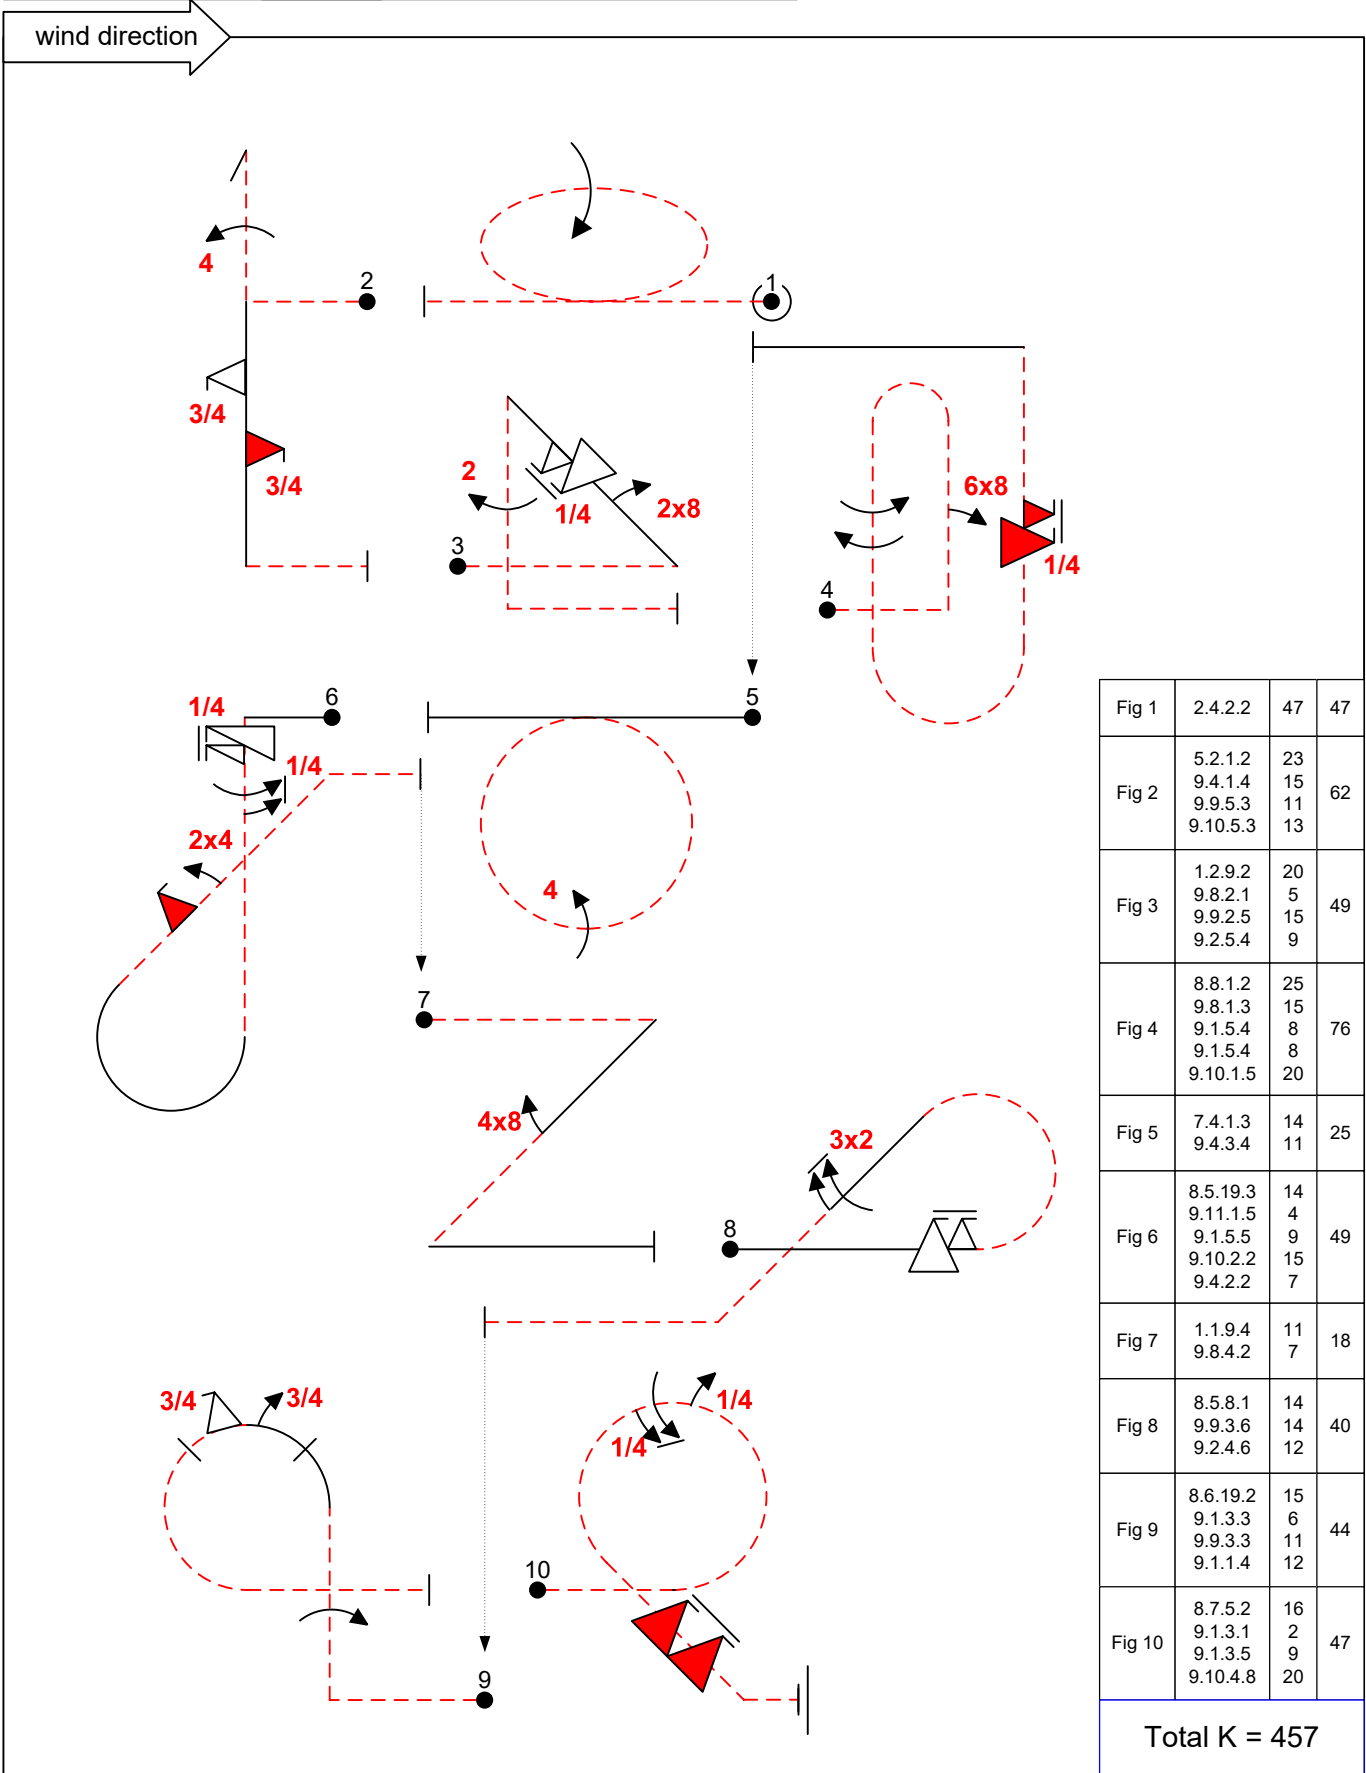 wind direction
4
2
1
3/4
3/4
2
1/4
2x8
3
6x8
1/4
4
1/4
6
5
1/4
2x4
4
7
4x8
3x2
8
3/4
3/4
1/4
1/4
10
9
Fig 1 2.4.2.2 47 47
5.2.1.2 23
Fig 2 9.4.1.4 15 62
9.9.5.3 11
9.10.5.3 13
1.2.9.2 20
Fig 3 9.8.2.1 5 49
9.9.2.5 15
9.2.5.4 9
8.8.1.2 25
9.8.1.3 15
Fig 4 9.1.5.4 8 76
9.1.5.4 8
9.10.1.5 20
Fig 5 7.4.1.3 14 25
9.4.3.4 11
8.5.19.3 14
9.11.1.5 4
Fig 6 9.1.5.5 9 49
9.10.2.2 15
9.4.2.2 7
Fig 7 1.1.9.4 11 18
9.8.4.2 7
8.5.8.1 14
Fig 8 9.9.3.6 14 40
9.2.4.6 12
8.6.19.2 15
Fig 9 9.1.3.3 6 44
9.9.3.3 11
9.1.1.4 12
8.7.5.2 16
Fig 10 9.1.3.1 2 47
9.1.3.5 9
9.10.4.8 20
Total K = 457